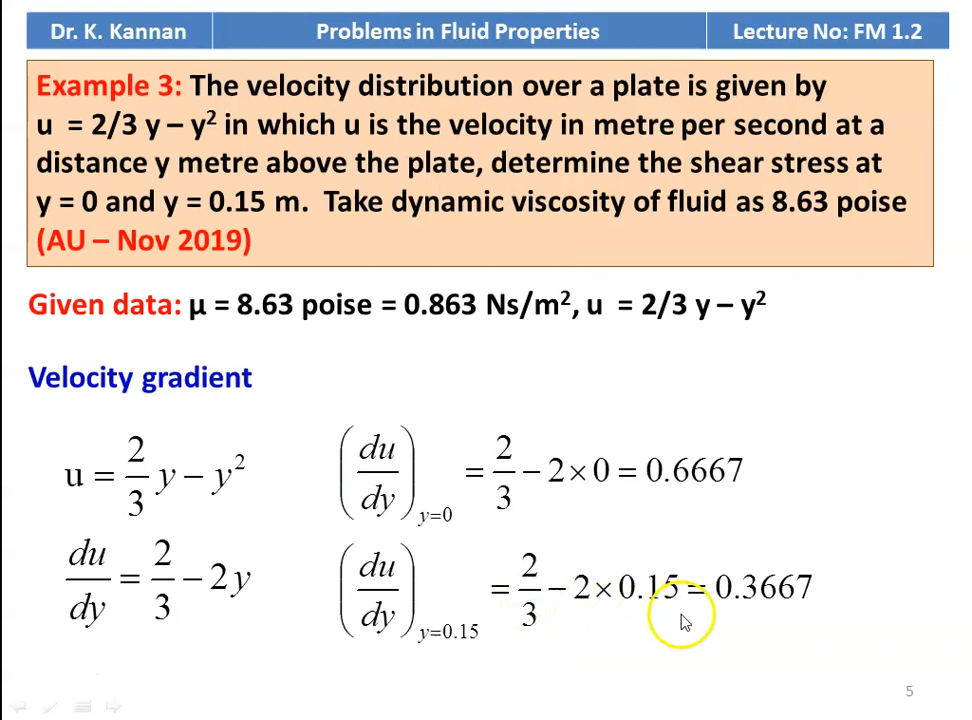 Dr. K. Kannan
Problems in Fluid Properties
Lecture No: FM 1.2
Example 3: The velocity distribution over a plate is given by
u = 2/3 y – y² in which u is the velocity in metre per second at a
distance y metre above the plate, determine the shear stress at
y = 0 and y = 0.15 m. Take dynamic viscosity of fluid as 8.63 poise
(AU – Nov 2019)
Given data: μ = 8.63 poise = 0.863 Ns/m², u = 2/3 y – y²
Velocity gradient
u = 2/3 y − y²
(du/dy)y=0 = 2/3 − 2 × 0 = 0.6667
du/dy = 2/3 − 2y
(du/dy)y=0.15 = 2/3 − 2 × 0.15 = 0.3667
5